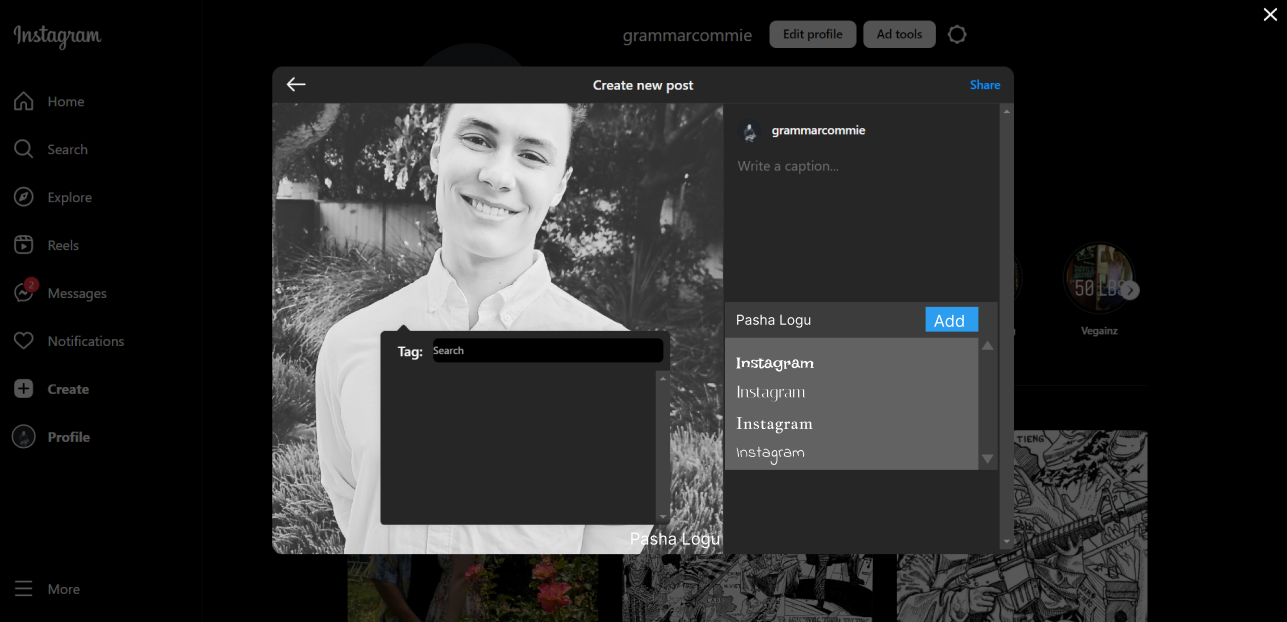 Instagram
grammarcommie
Edit profile
Ad tools
Home
Search
Explore
Reels
2
Messages
Notifications
Create
Profile
More
Create new post
Share
grammarcommie
Write a caption...
Pasha Logu
Add
Instagram
Instagram
Instagram
Instagram
Tag:
Search
Pasha Logu
50 LBS
Vegainz
TIENG